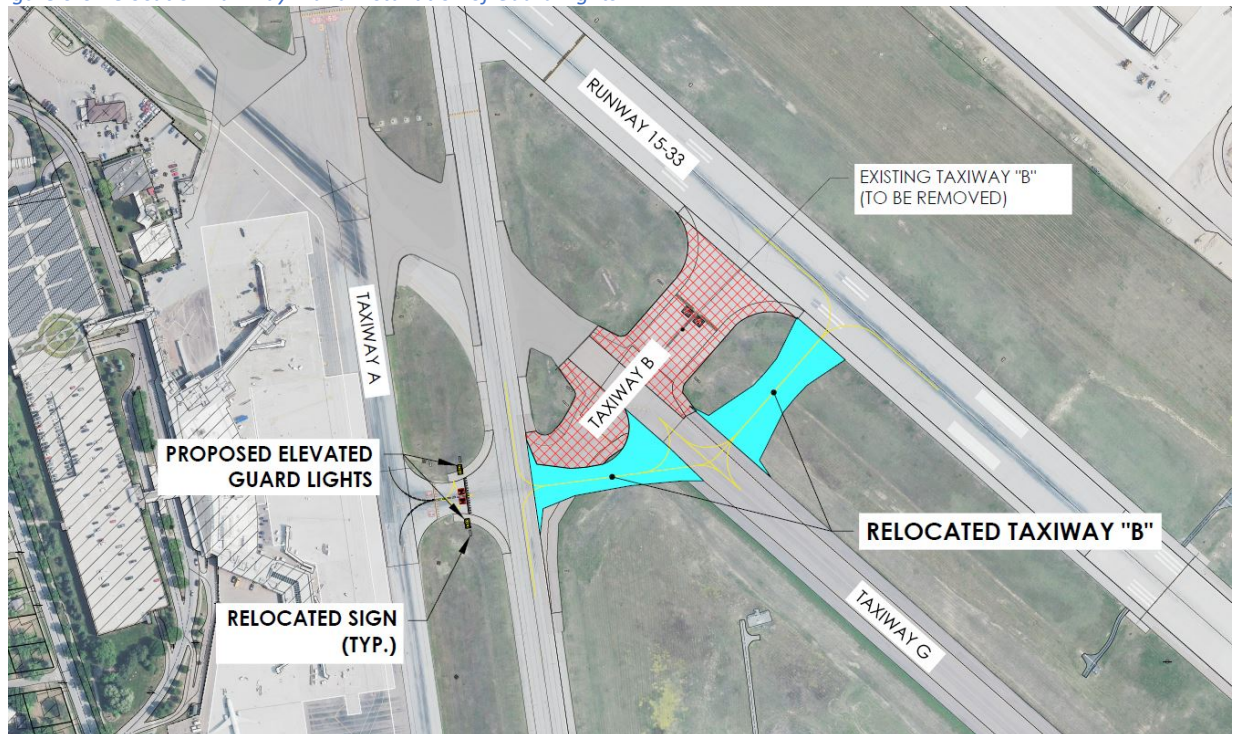 RUNWAY 15-33
EXISTING TAXIWAY "B"
(TO BE REMOVED)
TAXIWAY A
TAXIWAY B
PROPOSED ELEVATED
GUARD LIGHTS
RELOCATED TAXIWAY "B"
RELOCATED SIGN
(TYP.)
TAXIWAY G